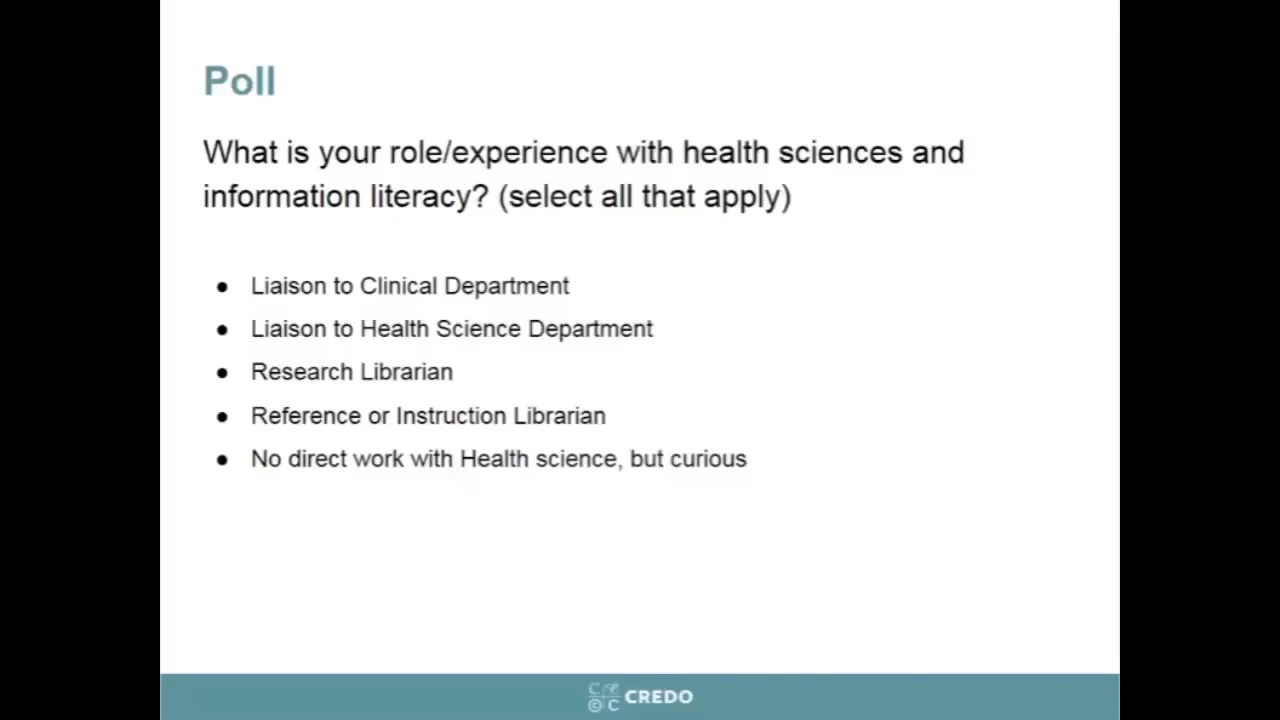 Poll
What is your role/experience with health sciences and
information literacy? (select all that apply)
● Liaison to Clinical Department
● Liaison to Health Science Department
● Research Librarian
● Reference or Instruction Librarian
● No direct work with Health science, but curious
CREDO